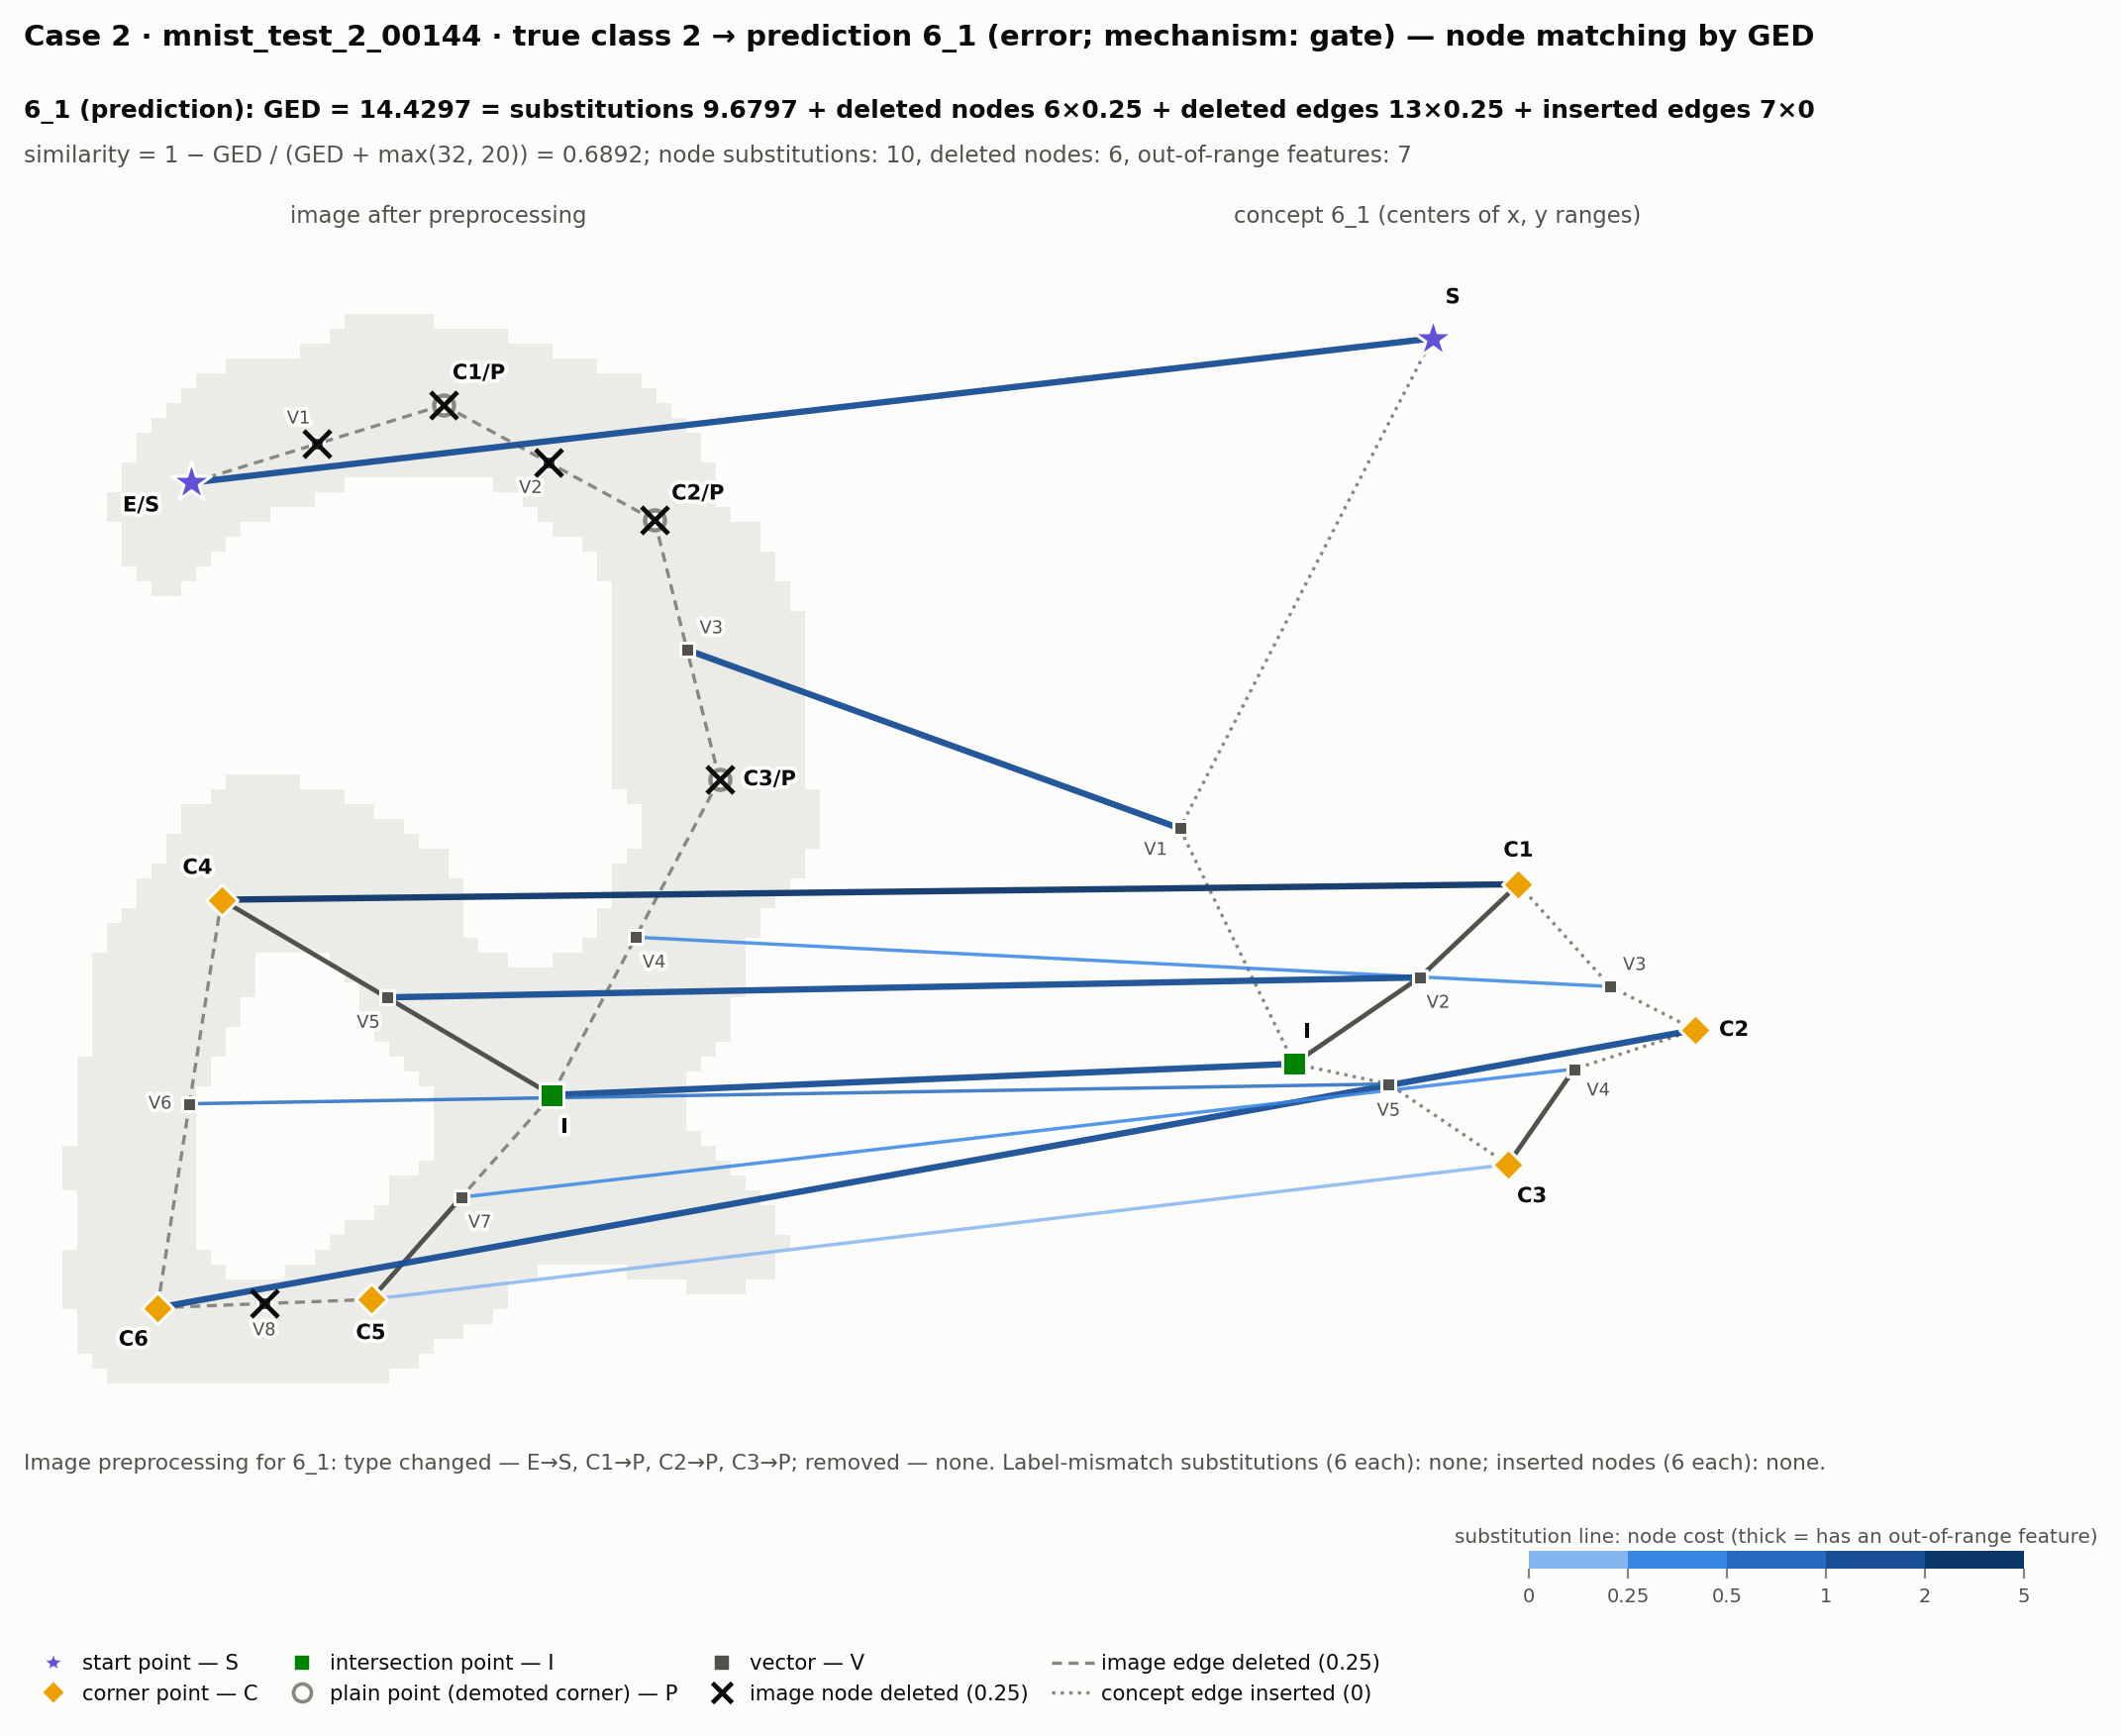 Case 2 · mnist_test_2_00144 · true class 2 → prediction 6_1 (error; mechanism: gate) — node matching by GED
6_1 (prediction): GED = 14.4297 = substitutions 9.6797 + deleted nodes 6×0.25 + deleted edges 13×0.25 + inserted edges 7×0
similarity = 1 − GED / (GED + max(32, 20)) = 0.6892; node substitutions: 10, deleted nodes: 6, out-of-range features: 7
image after preprocessing
concept 6_1 (centers of x, y ranges)
S
C1/P
V1
V2
E/S
C2/P
V3
C3/P
V1
C1
C4
V4
V3
V5
V2
C2
I
V6
V4
V5
I
V7
C3
V8
C5
C6
Image preprocessing for 6_1: type changed — E→S, C1→P, C2→P, C3→P; removed — none. Label-mismatch substitutions (6 each): none; inserted nodes (6 each): none.
substitution line: node cost (thick = has an out-of-range feature)
0 0.25 0.5 1 2 5
start point — S
corner point — C
intersection point — I
plain point (demoted corner) — P
vector — V
image node deleted (0.25)
image edge deleted (0.25)
concept edge inserted (0)